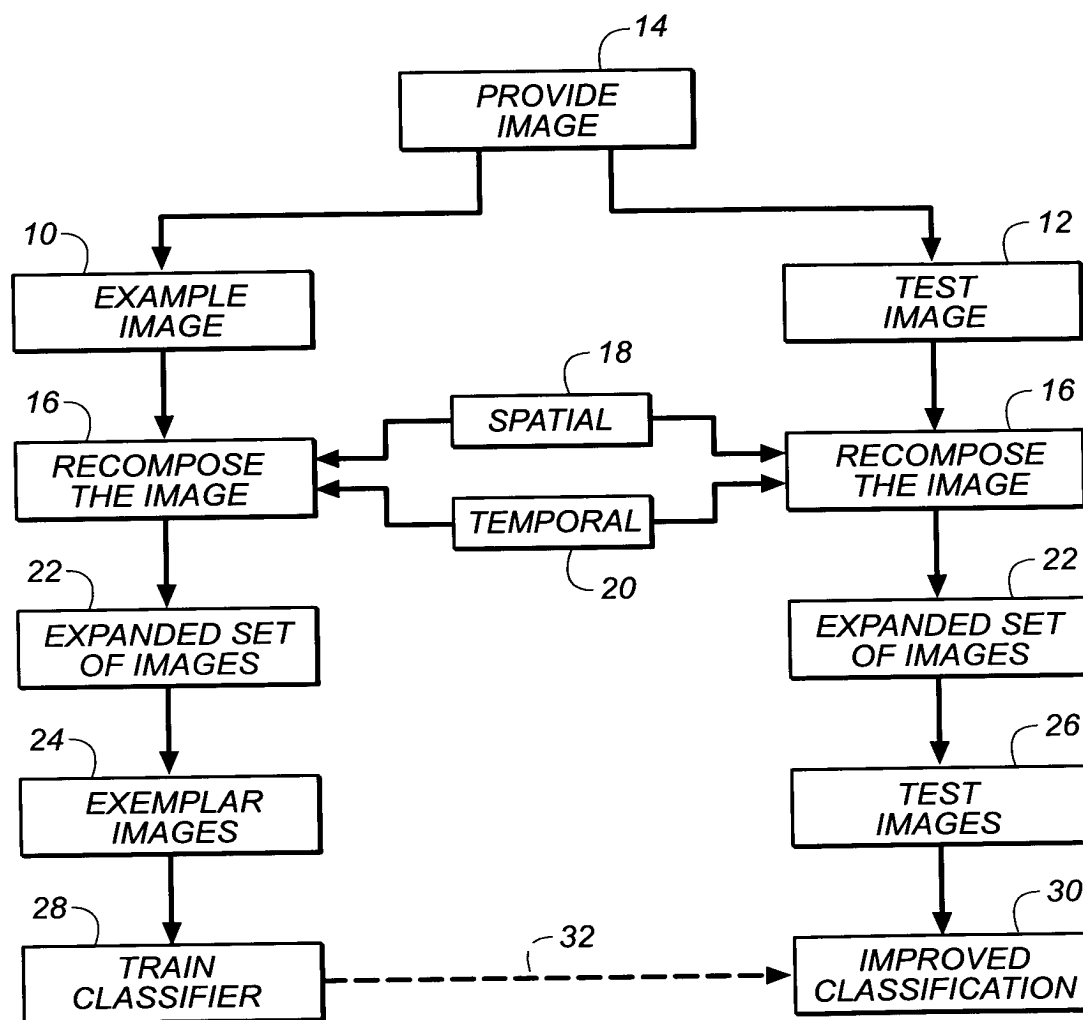 14
PROVIDE
IMAGE
10
EXAMPLE
IMAGE
12
TEST
IMAGE
18
SPATIAL
16
RECOMPOSE
THE IMAGE
16
RECOMPOSE
THE IMAGE
TEMPORAL
20
22
EXPANDED SET
OF IMAGES
22
EXPANDED SET
OF IMAGES
24
EXEMPLAR
IMAGES
26
TEST
IMAGES
28
TRAIN
CLASSIFIER
32
30
IMPROVED
CLASSIFICATION